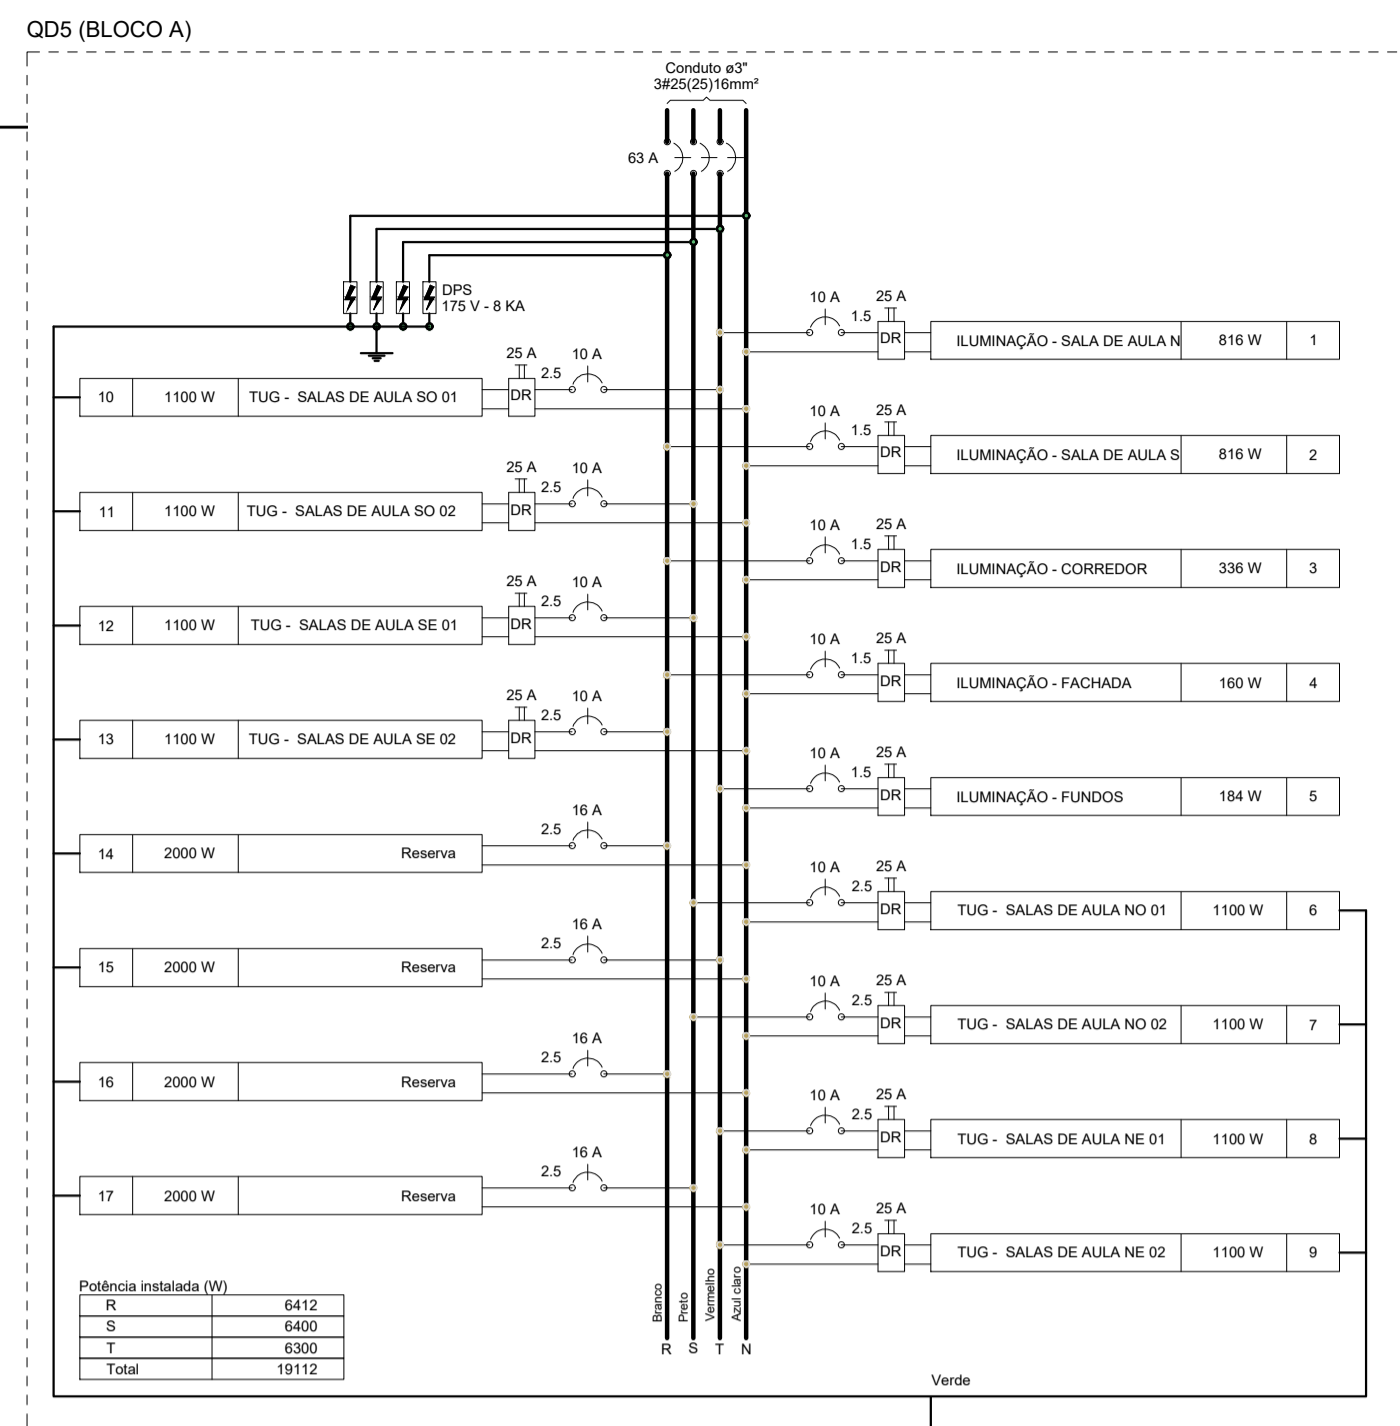 QD5 (BLOCO A)
Conduto ø3"
3#25(25)16mm²
63 A
DPS
175 V - 8 KA
10 A 1.5 25 A DR ILUMINAÇÃO - SALA DE AULA N 816 W 1
10 1100 W TUG - SALAS DE AULA SO 01 25 A DR 2.5 10 A
10 A 1.5 25 A DR ILUMINAÇÃO - SALA DE AULA S 816 W 2
11 1100 W TUG - SALAS DE AULA SO 02 25 A DR 2.5 10 A
10 A 1.5 25 A DR ILUMINAÇÃO - CORREDOR 336 W 3
12 1100 W TUG - SALAS DE AULA SE 01 25 A DR 2.5 10 A
10 A 1.5 25 A DR ILUMINAÇÃO - FACHADA 160 W 4
13 1100 W TUG - SALAS DE AULA SE 02 25 A DR 2.5 10 A
10 A 1.5 25 A DR ILUMINAÇÃO - FUNDOS 184 W 5
14 2000 W Reserva 2.5 16 A
10 A 2.5 25 A DR TUG - SALAS DE AULA NO 01 1100 W 6
15 2000 W Reserva 2.5 16 A
10 A 2.5 25 A DR TUG - SALAS DE AULA NO 02 1100 W 7
16 2000 W Reserva 2.5 16 A
10 A 2.5 25 A DR TUG - SALAS DE AULA NE 01 1100 W 8
17 2000 W Reserva 2.5 16 A
10 A 2.5 25 A DR TUG - SALAS DE AULA NE 02 1100 W 9
Potência instalada (W)
R 6412
S 6400
T 6300
Total 19112
Branco
Preto
Vermelho
Azul claro
R S T N
Verde